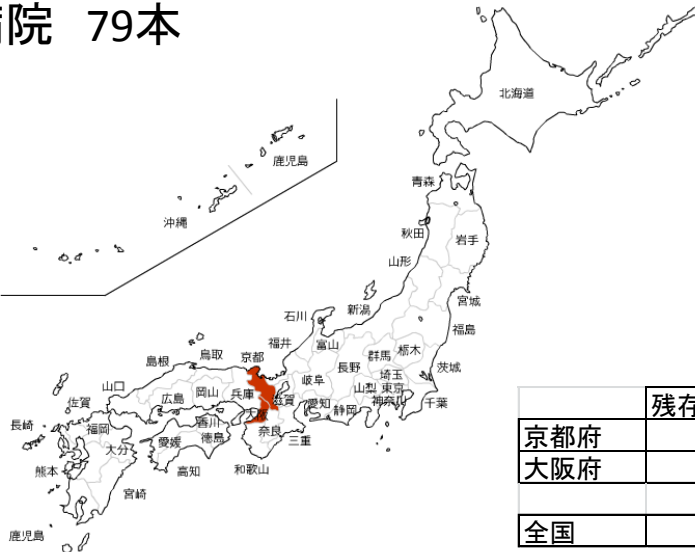 院 79本
北海道
鹿児島
青森
沖縄
秋田
岩手
山形
宮城
新潟
石川
福島
福井
富山
群馬
栃木
鳥取
京都
島根
長野
茨城
埼玉
岐阜
山口
兵庫
岡山
広島
滋賀
愛知
山梨
東京
神奈川
千葉
静岡
佐賀
香川
大阪
奈良
長崎
福岡
三重
愛媛
徳島
大分
高知
和歌山
熊本
宮崎
鹿児島
残存
京都府
大阪府
全国